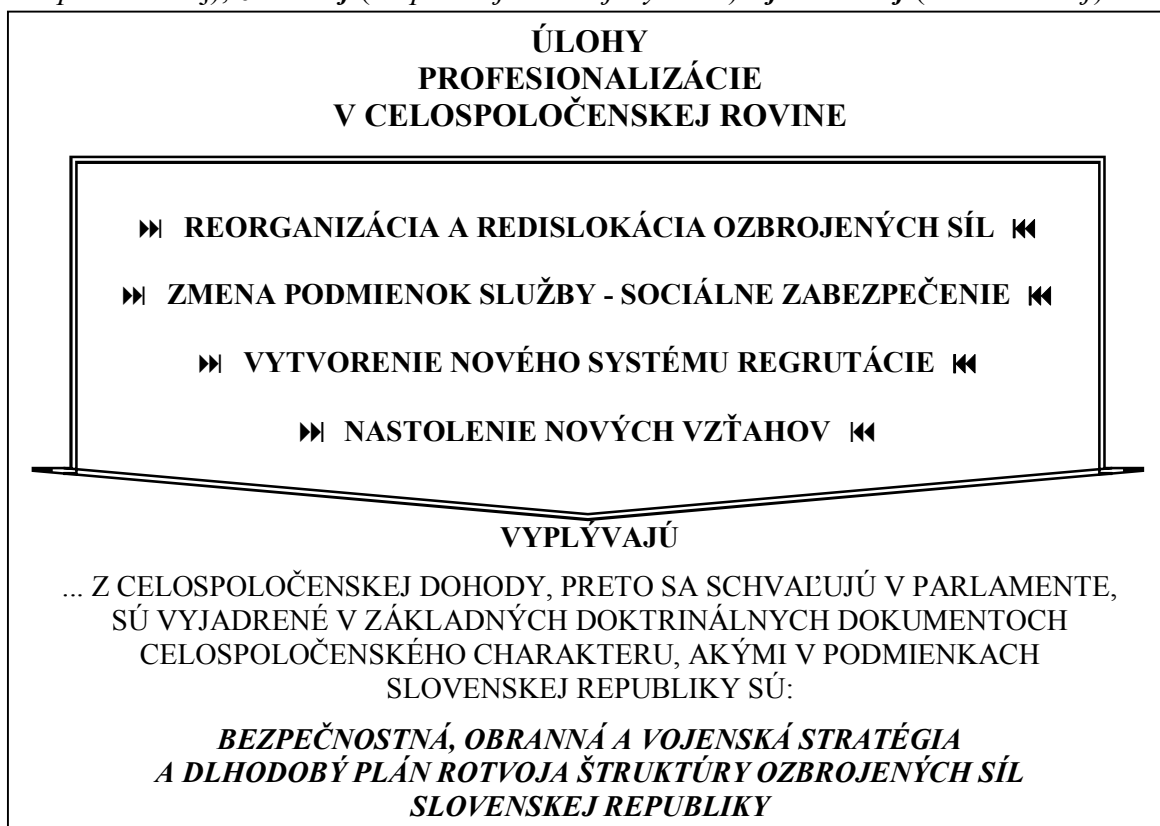 ÚLOHY
PROFESIONALIZÁCIE
V CELOSPOLOČENSKEJ ROVINE
REORGANIZÁCIA A REDISLOKÁCIA OZBROJENÝCH SÍL
ZMENA PODMIENOK SLUŽBY - SOCIÁLNE ZABEZPEČENIE
VYTVORENIE NOVÉHO SYSTÉMU REGRUTÁCIE
NASTOLENIE NOVÝCH VZŤAHOV
VYPLÝVAJÚ
... Z CELOSPOLOČENSKEJ DOHODY, PRETO SA SCHVAĽUJÚ V PARLAMENTE,
SÚ VYJADRENÉ V ZÁKLADNÝCH DOKTRINÁLNYCH DOKUMENTOCH
CELOSPOLOČENSKÉHO CHARAKTERU, AKÝMI V PODMIENKACH
SLOVENSKEJ REPUBLIKY SÚ:
BEZPEČNOSTNÁ, OBRANNÁ A VOJENSKÁ STRATÉGIA
A DLHODOBÝ PLÁN ROTVOJA ŠTRUKTÚRY OZBROJENÝCH SÍL
SLOVENSKEJ REPUBLIKY